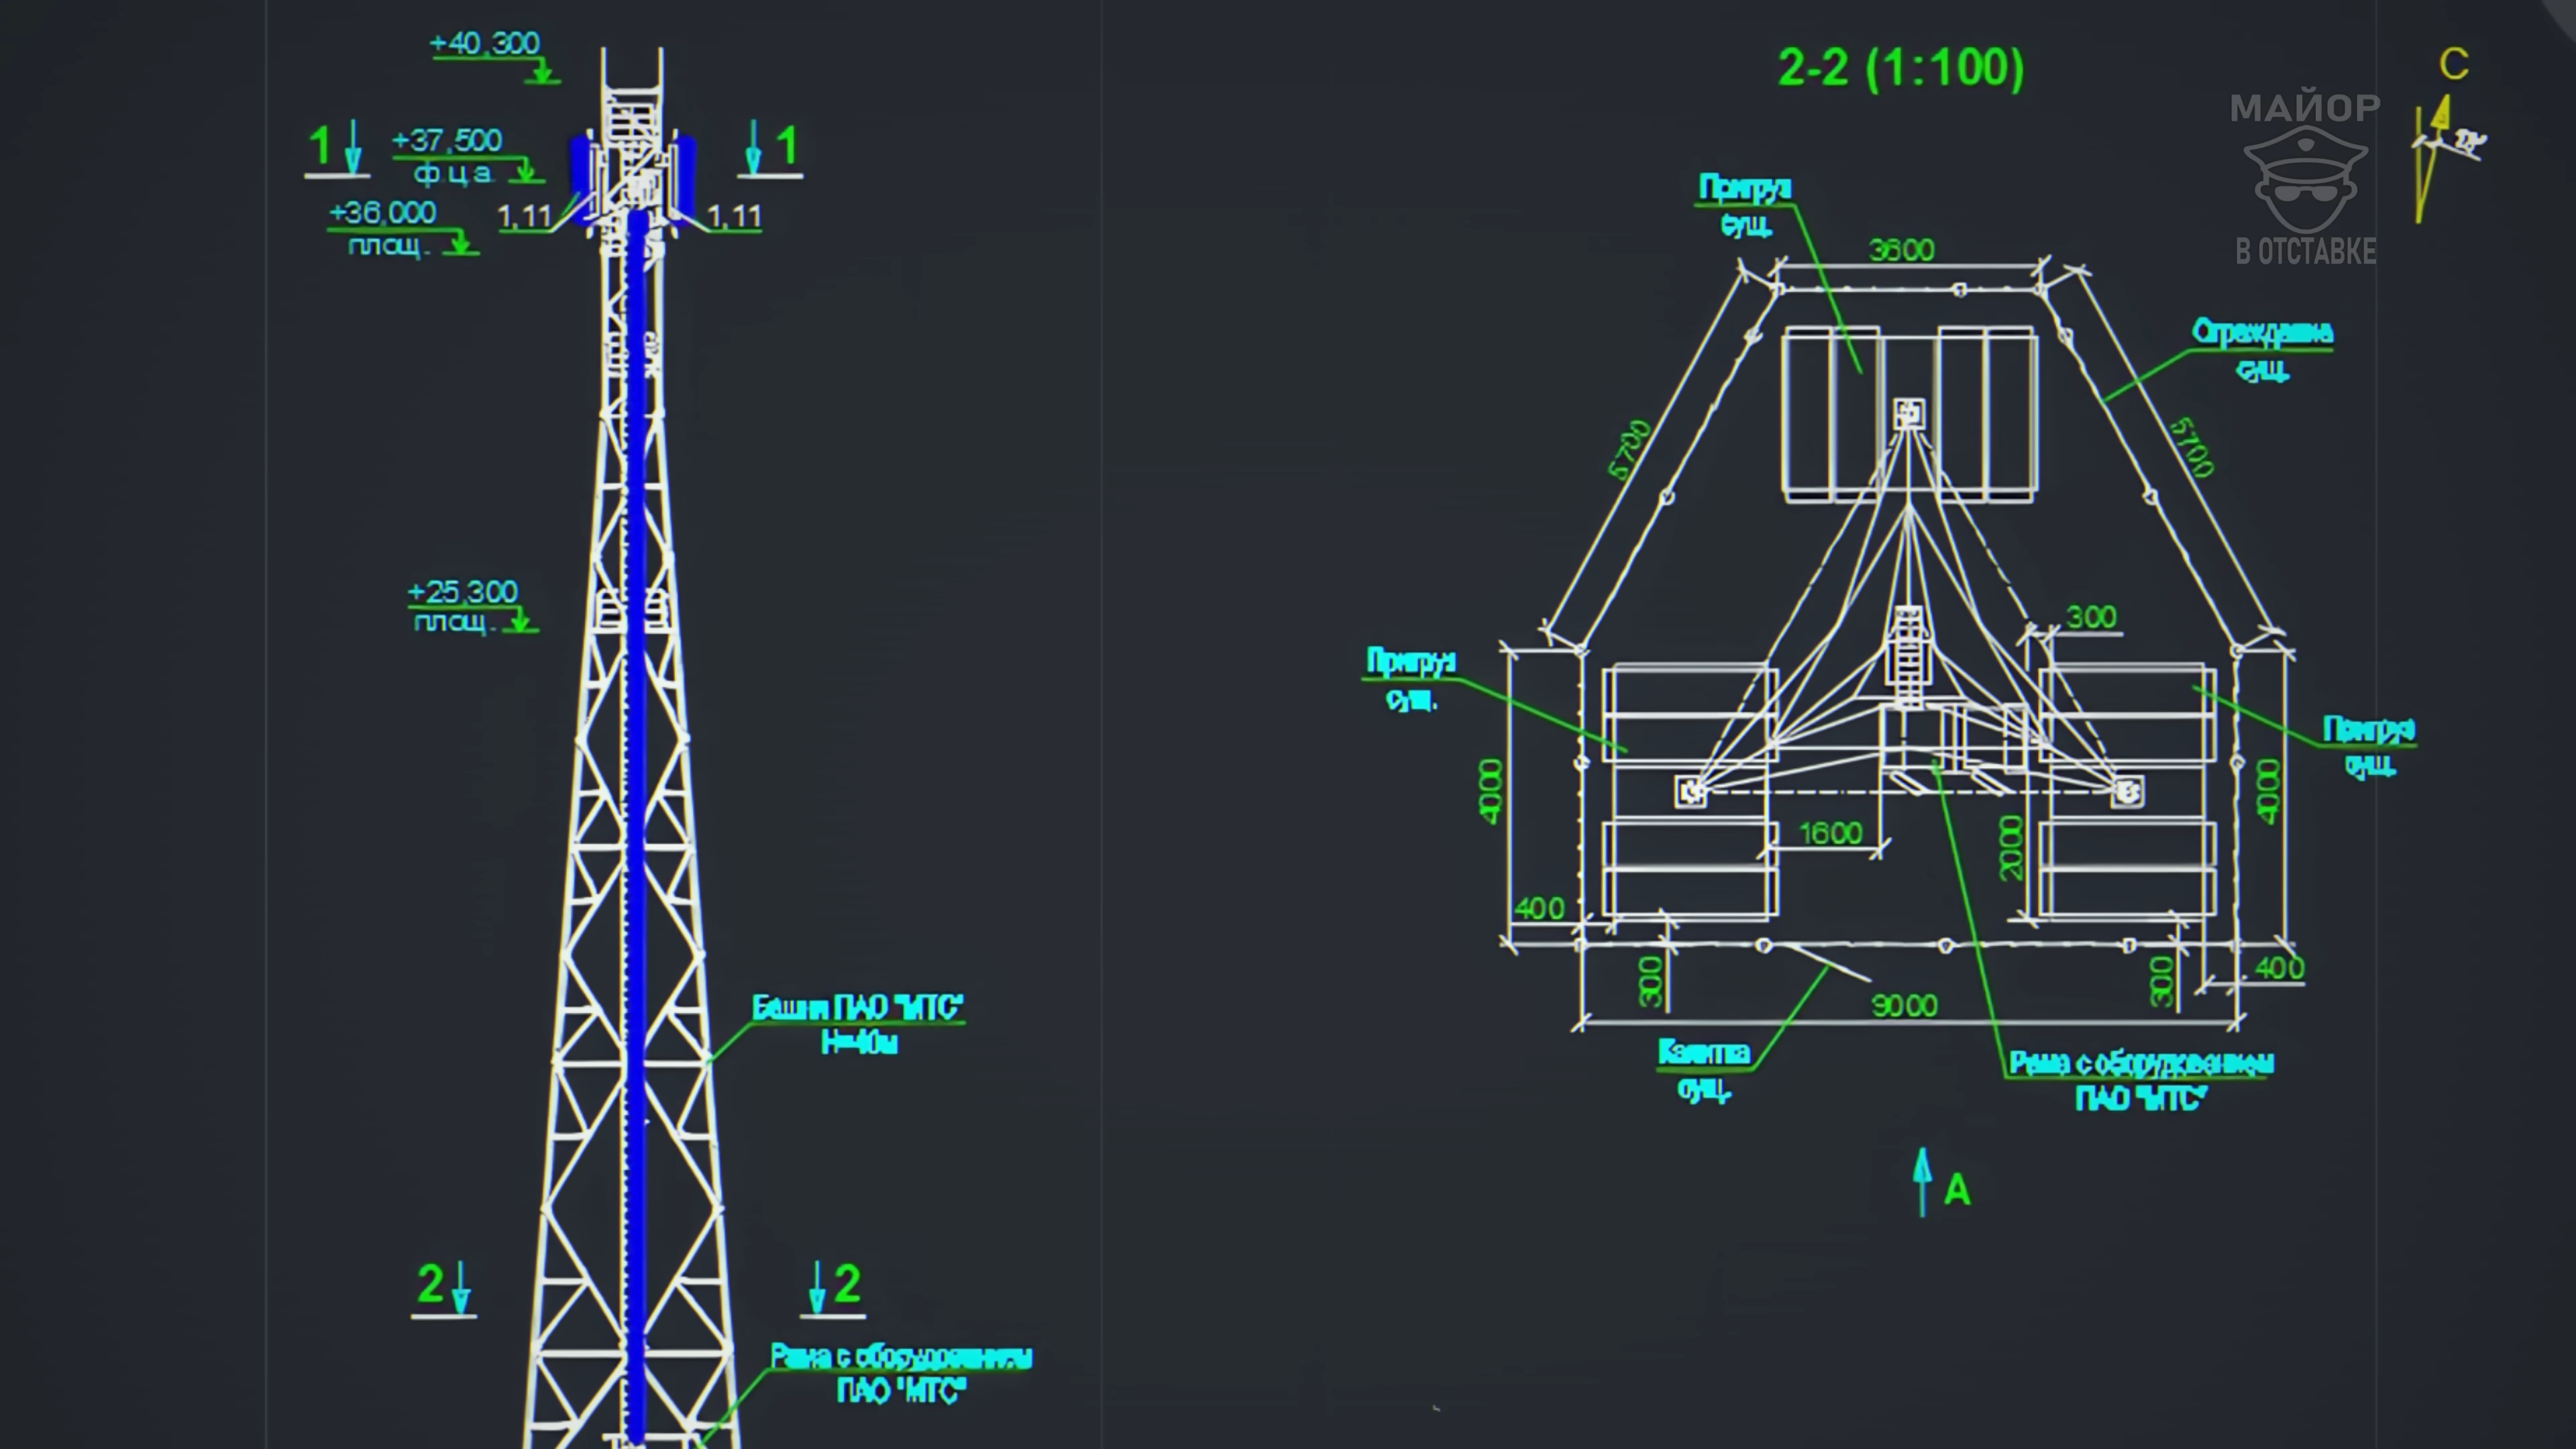 +40,300
1
+37,500
ф.ц.а
1
+36,000
площ.
1,11
1,11
+25,300
площ.
Башня ПАО "МТС"
Н=40м
2
2
Рама с оборудованием
ПАО "МТС"
2-2 (1:100)
С
МАЙОР
В ОТСТАВКЕ
Пригруз
сущ.
3600
Ограждение
сущ.
5700
5700
300
Пригруз
сущ.
Пригруз
сущ.
4000
4000
1600
2000
400
300
300
400
9000
Калитка
сущ.
Рама с оборудованием
ПАО "МТС"
А